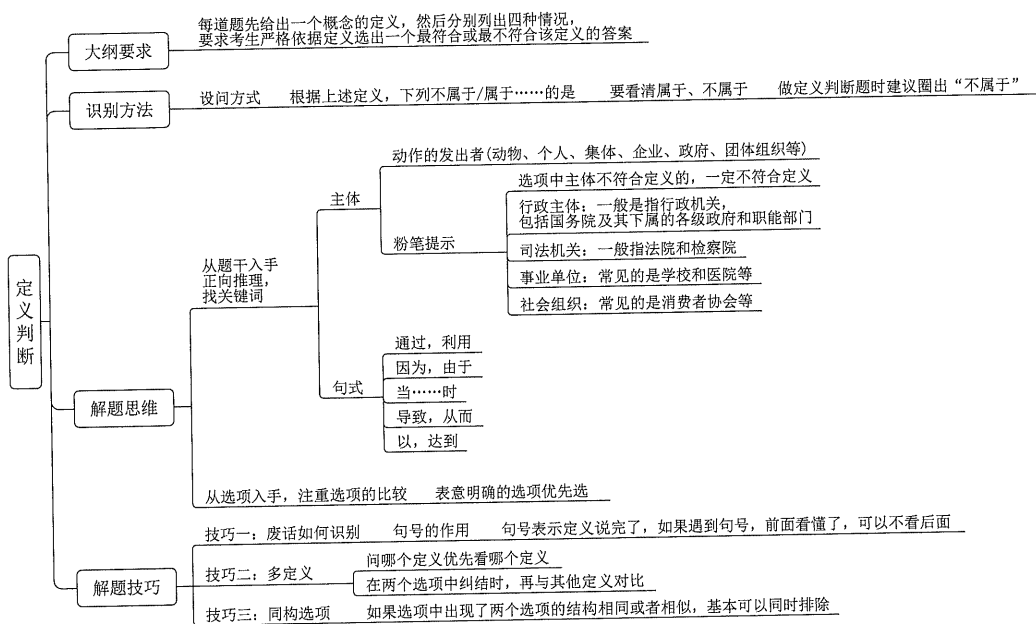 定义判断
大纲要求
每道题先给出一个概念的定义，然后分别列出四种情况，
要求考生严格依据定义选出一个最符合或最不符合该定义的答案
识别方法
设问方式 根据上述定义，下列不属于/属于……的是 要看清属于、不属于 做定义判断题时建议圈出“不属于”
解题思维
从题干入手
正向推理，
找关键词
主体
动作的发出者(动物、个人、集体、企业、政府、团体组织等)
粉笔提示
选项中主体不符合定义的，一定不符合定义
行政主体：一般是指行政机关，
包括国务院及其下属的各级政府和职能部门
司法机关：一般指法院和检察院
事业单位：常见的是学校和医院等
社会组织：常见的是消费者协会等
句式
通过，利用
因为，由于
当……时
导致，从而
以，达到
从选项入手，注重选项的比较 表意明确的选项优先选
解题技巧
技巧一：废话如何识别 句号的作用 句号表示定义说完了，如果遇到句号，前面看懂了，可以不看后面
技巧二：多定义
问哪个定义优先看哪个定义
在两个选项中纠结时，再与其他定义对比
技巧三：同构选项 如果选项中出现了两个选项的结构相同或者相似，基本可以同时排除